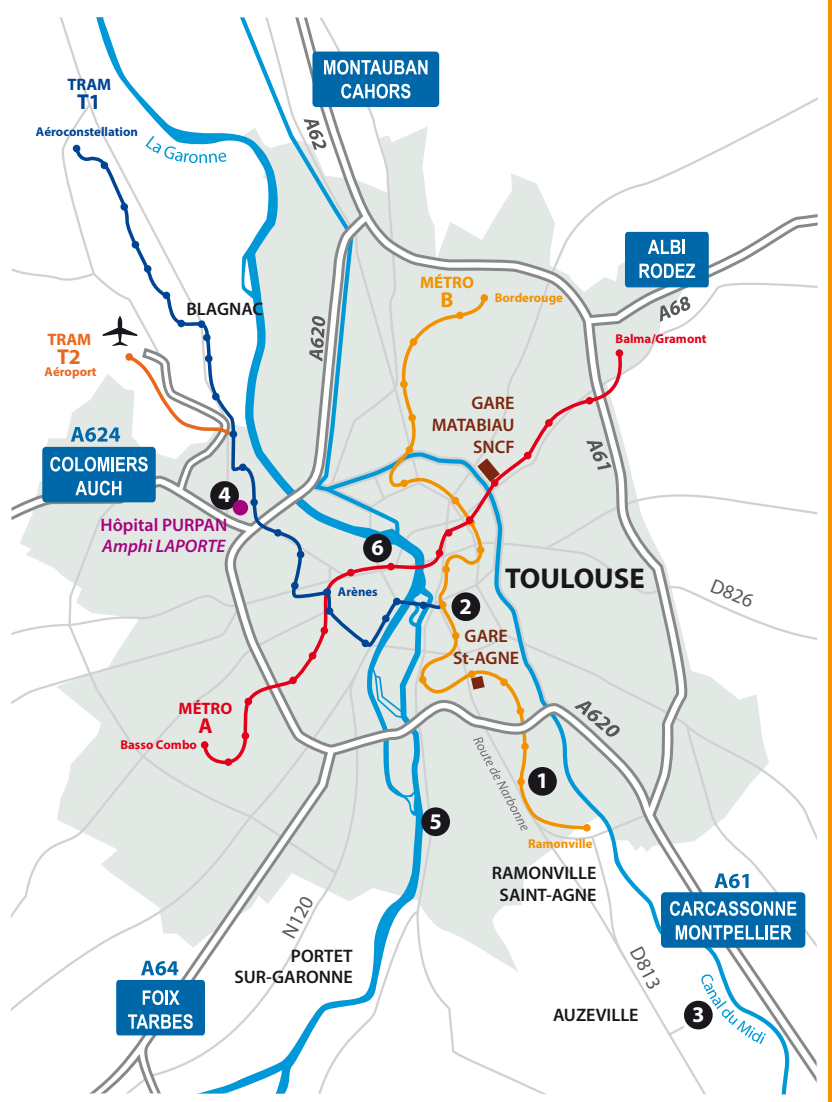 MONTAUBAN
CAHORS
TRAM
T1
Aéroconstellation
La Garonne
A62
ALBI
RODEZ
A68
MÉTRO
B
Borderouge
BLAGNAC
A620
TRAM
T2
Aéroport
Balma/Gramont
GARE
MATABIAU
SNCF
A61
A624
COLOMIERS
AUCH
4
Hôpital PURPAN
Amphi LAPORTE
6
TOULOUSE
Arènes
2
D826
GARE
St-AGNE
MÉTRO
A
Basso Combo
A620
Route de Narbonne
1
5
Ramonville
RAMONVILLE
SAINT-AGNE
A61
CARCASSONNE
MONTPELLIER
N120
PORTET
SUR-GARONNE
D813
A64
FOIX
TARBES
AUZEVILLE
3
Canal du Midi